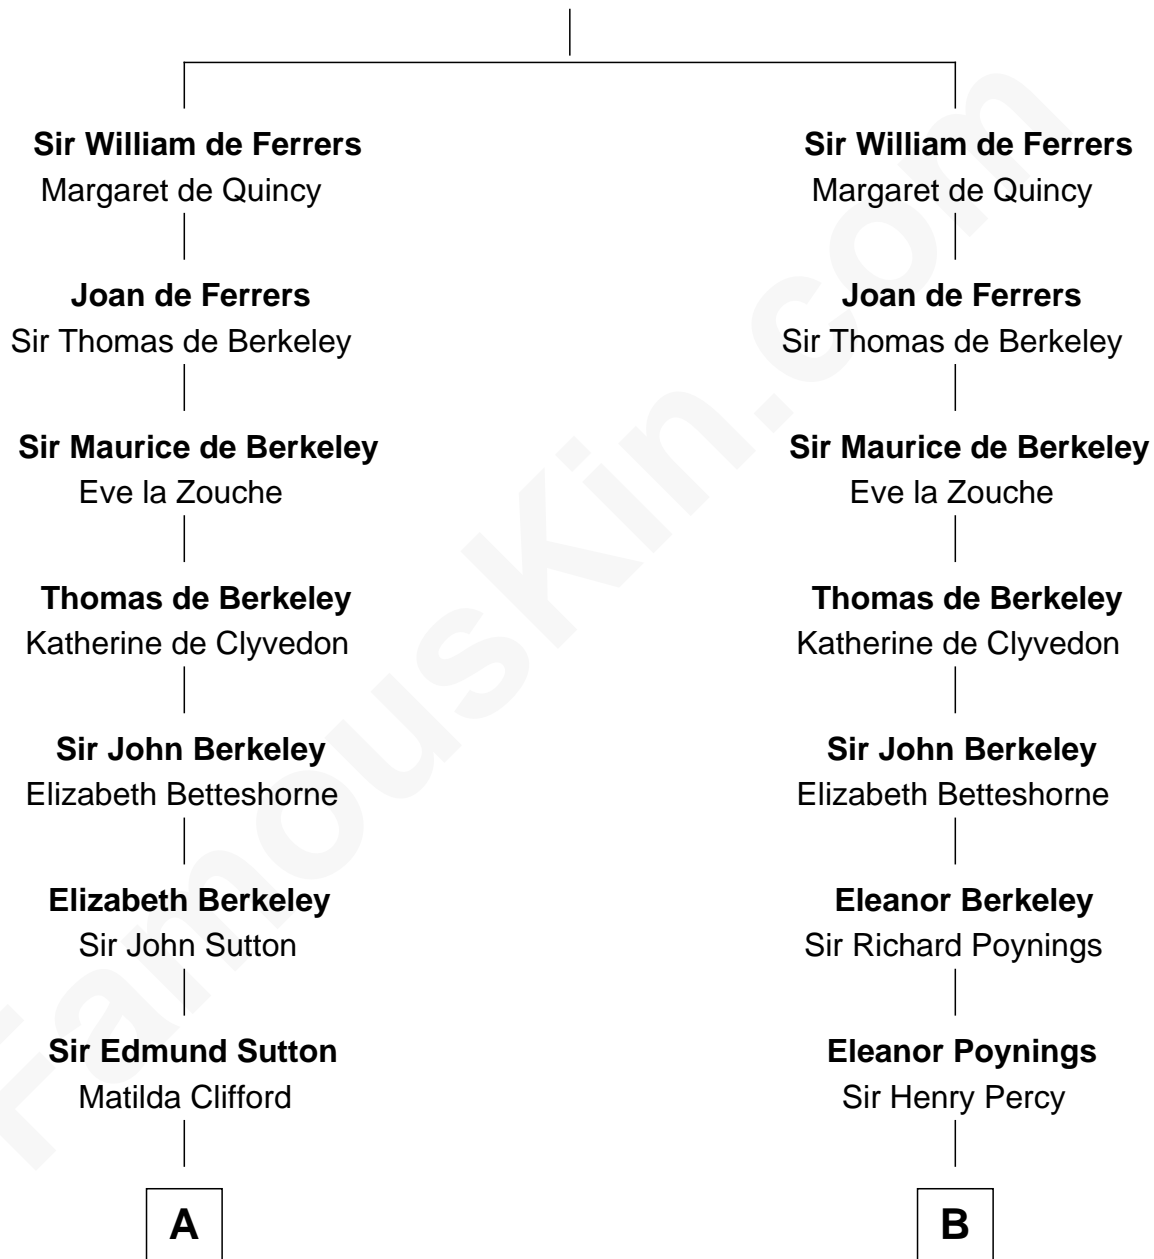 Sir William de Ferrers
Margaret de Quincy
Joan de Ferrers
Sir Thomas de Berkeley
Sir Maurice de Berkeley
Eve la Zouche
Thomas de Berkeley
Katherine de Clyvedon
Sir John Berkeley
Elizabeth Betteshorne
Elizabeth Berkeley
Sir John Sutton
Sir Edmund Sutton
Matilda Clifford
A
Sir William de Ferrers
Margaret de Quincy
Joan de Ferrers
Sir Thomas de Berkeley
Sir Maurice de Berkeley
Eve la Zouche
Thomas de Berkeley
Katherine de Clyvedon
Sir John Berkeley
Elizabeth Betteshorne
Eleanor Berkeley
Sir Richard Poynings
Eleanor Poynings
Sir Henry Percy
B
FamousKin.com